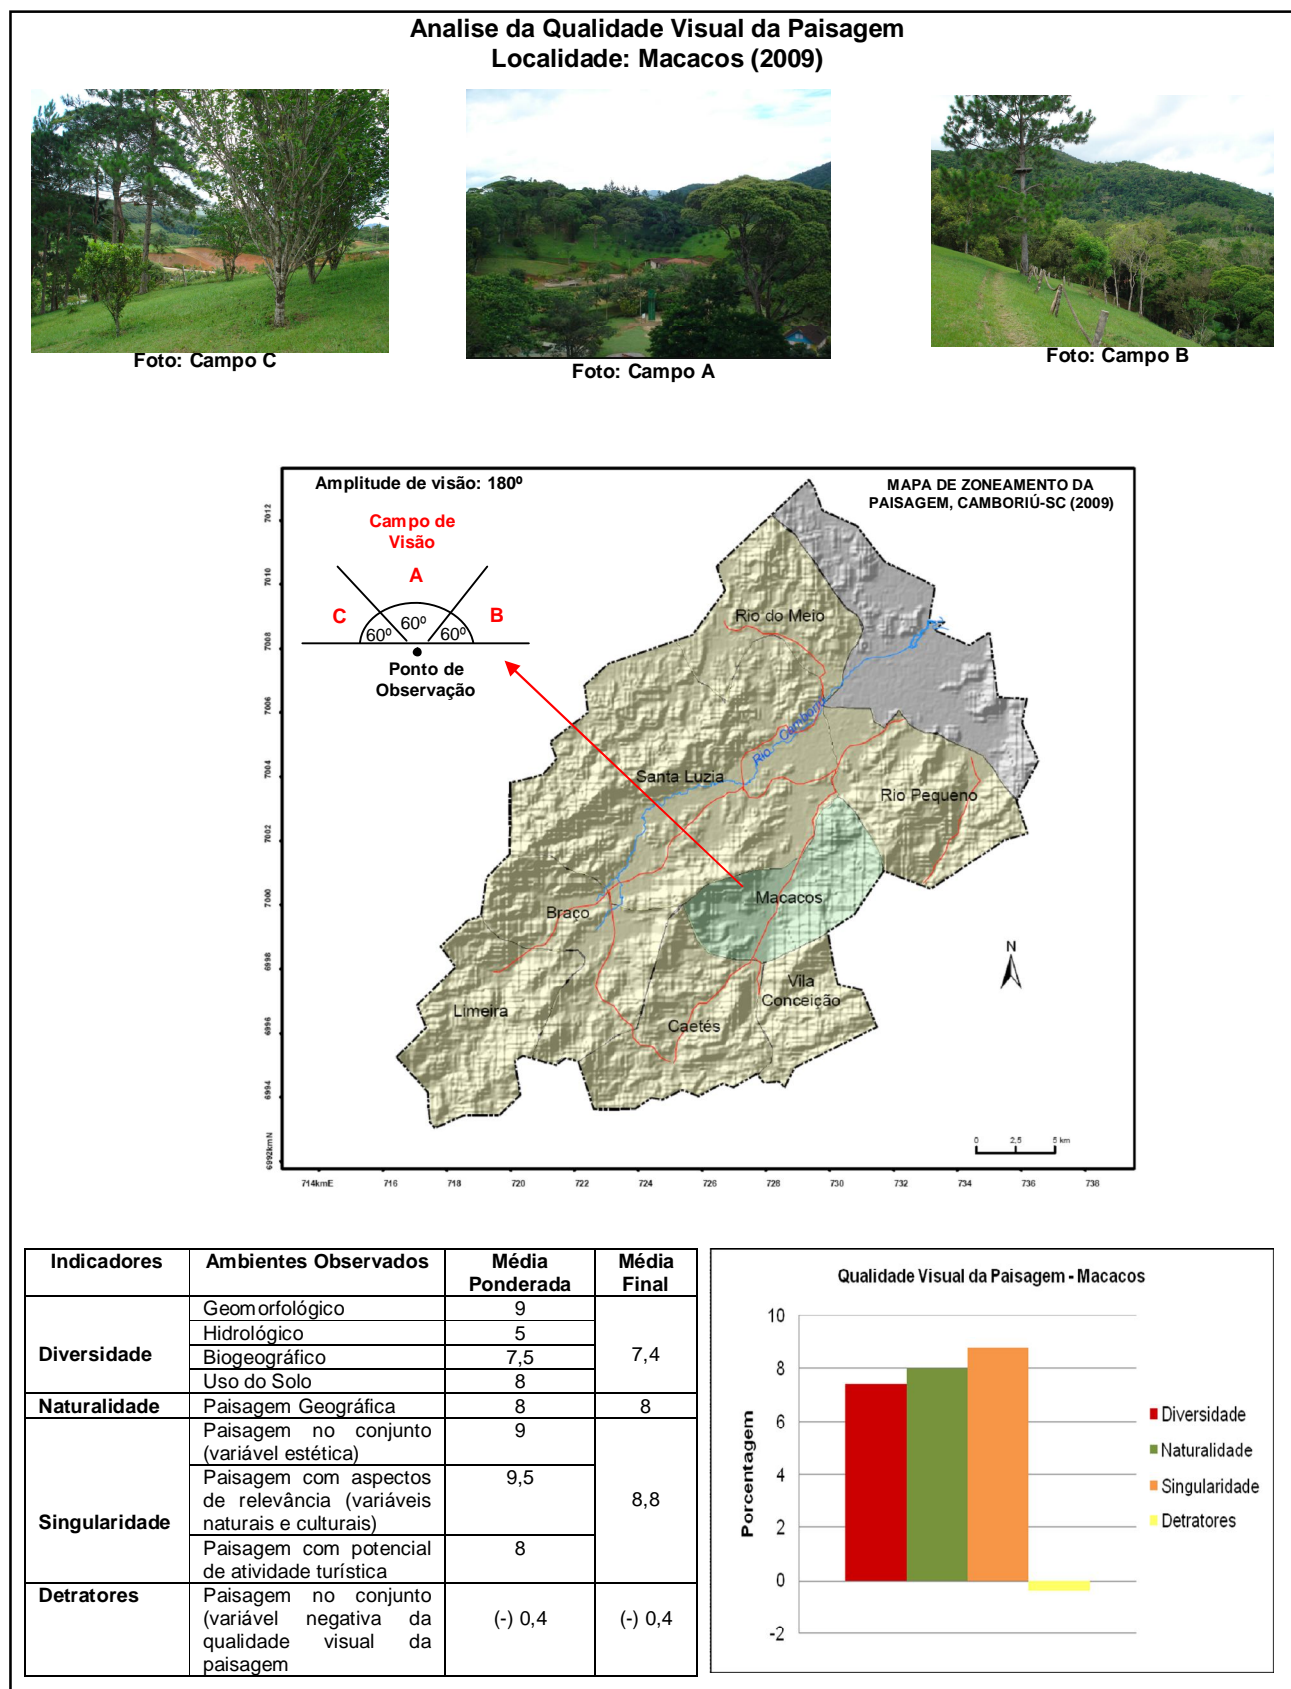 Analise da Qualidade Visual da Paisagem
Localidade: Macacos (2009)
Foto: Campo C
Foto: Campo A
Foto: Campo B
Amplitude de visão: 180º
MAPA DE ZONEAMENTO DA
PAISAGEM, CAMBORIÚ-SC (2009)
Campo de
Visão
A
C
B
60º
60º
60º
Ponto de
Observação
Rio do Meio
Rio Camboriú
Santa Luzia
Rio Pequeno
Macacos
Braço
Vila
Conceição
Limeira
Caetés
N
0 2,5 5 km
7012
7010
7008
7006
7004
7002
7000
6998
6996
6994
6992kmN
714kmE 716 718 720 722 724 726 728 730 732 734 736 738
Indicadores Ambientes Observados Média Média
Ponderada Final
Diversidade Geomorfológico 9 7,4
Hidrológico 5
Biogeográfico 7,5
Uso do Solo 8
Naturalidade Paisagem Geográfica 8 8
Singularidade Paisagem no conjunto 9 8,8
(variável estética)
Paisagem com aspectos 9,5
de relevância (variáveis
naturais e culturais)
Paisagem com potencial 8
de atividade turística
Detratores Paisagem no conjunto
(variável negativa da (-) 0,4 (-) 0,4
qualidade visual da
paisagem
Qualidade Visual da Paisagem - Macacos
Porcentagem
10
8
6
4
2
0
-2
Diversidade
Naturalidade
Singularidade
Detratores